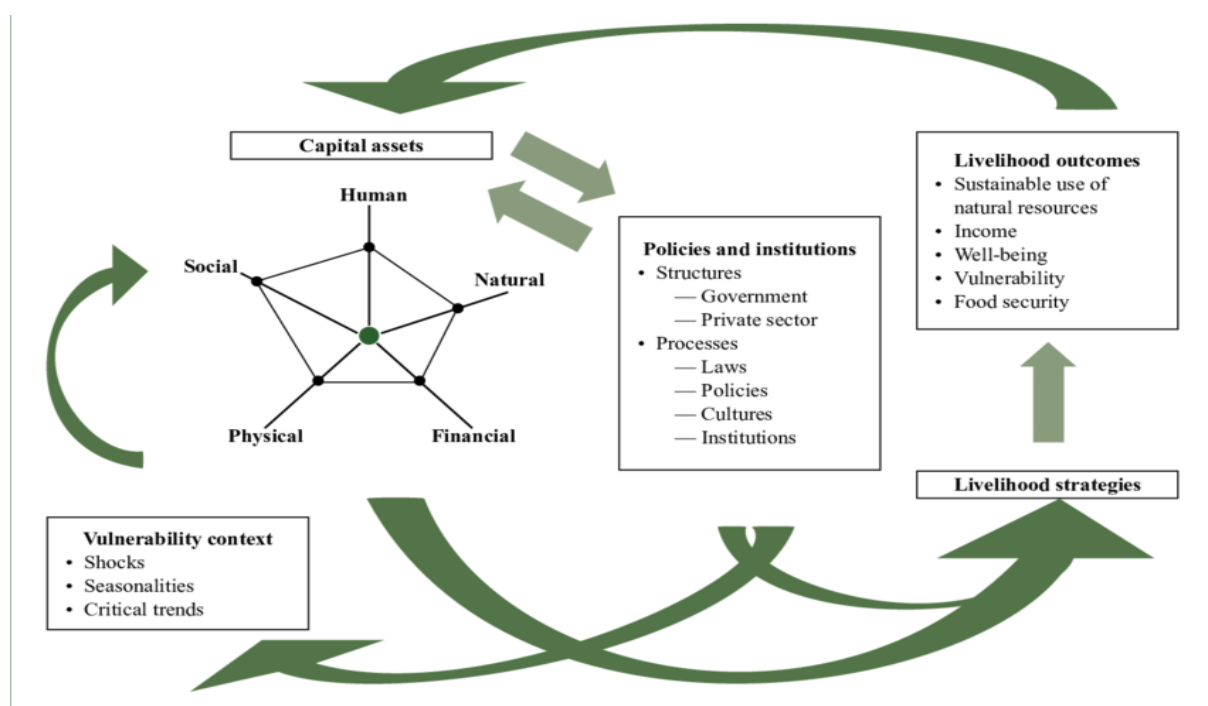 Capital assets
Human
Social
Natural
Physical
Financial
Policies and institutions
• Structures
— Government
— Private sector
• Processes
— Laws
— Policies
— Cultures
— Institutions
Livelihood outcomes
• Sustainable use of
natural resources
• Income
• Well-being
• Vulnerability
• Food security
Livelihood strategies
Vulnerability context
• Shocks
• Seasonalities
• Critical trends